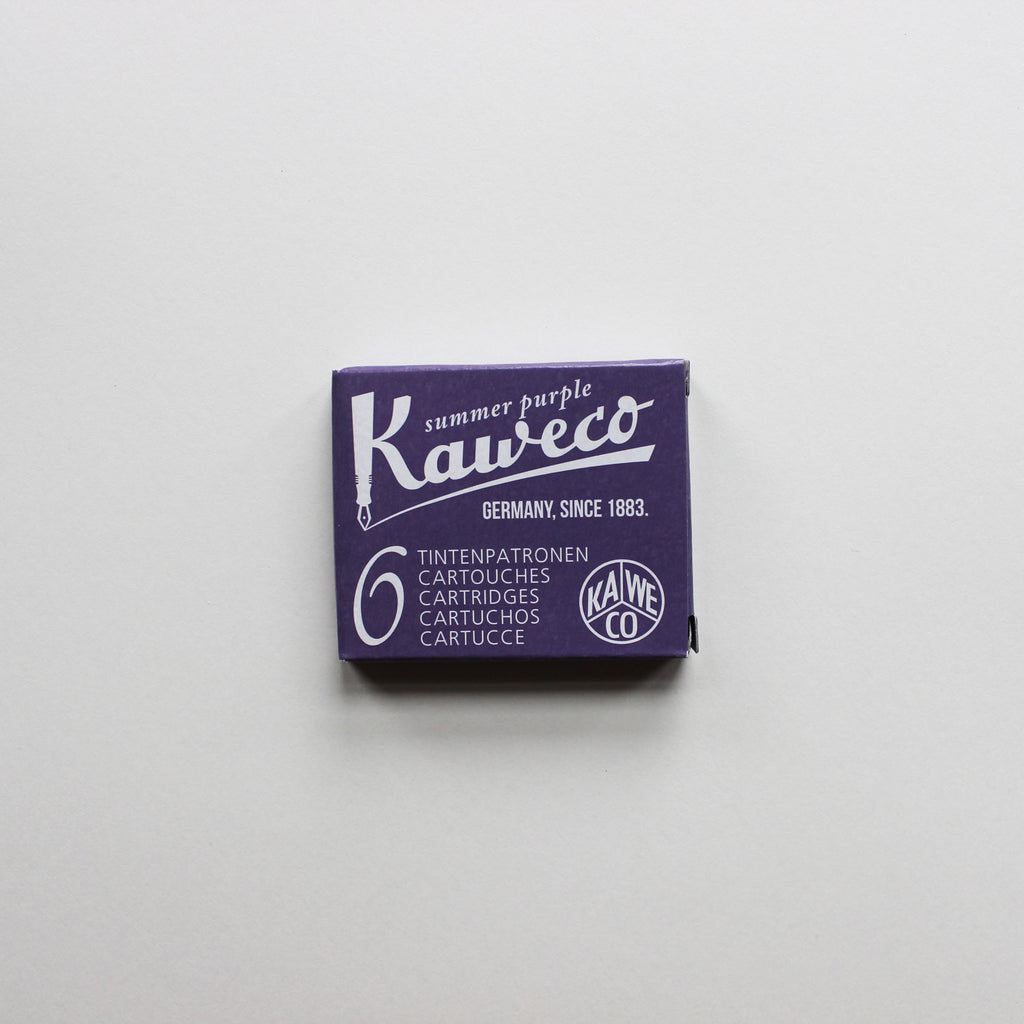 summer purple
Kaweco
GERMANY, SINCE 1883.
6
TINTENPATRONEN
CARTOUCHES
CARTRIDGES
CARTUCHOS
CARTUCCE
KA WE
CO